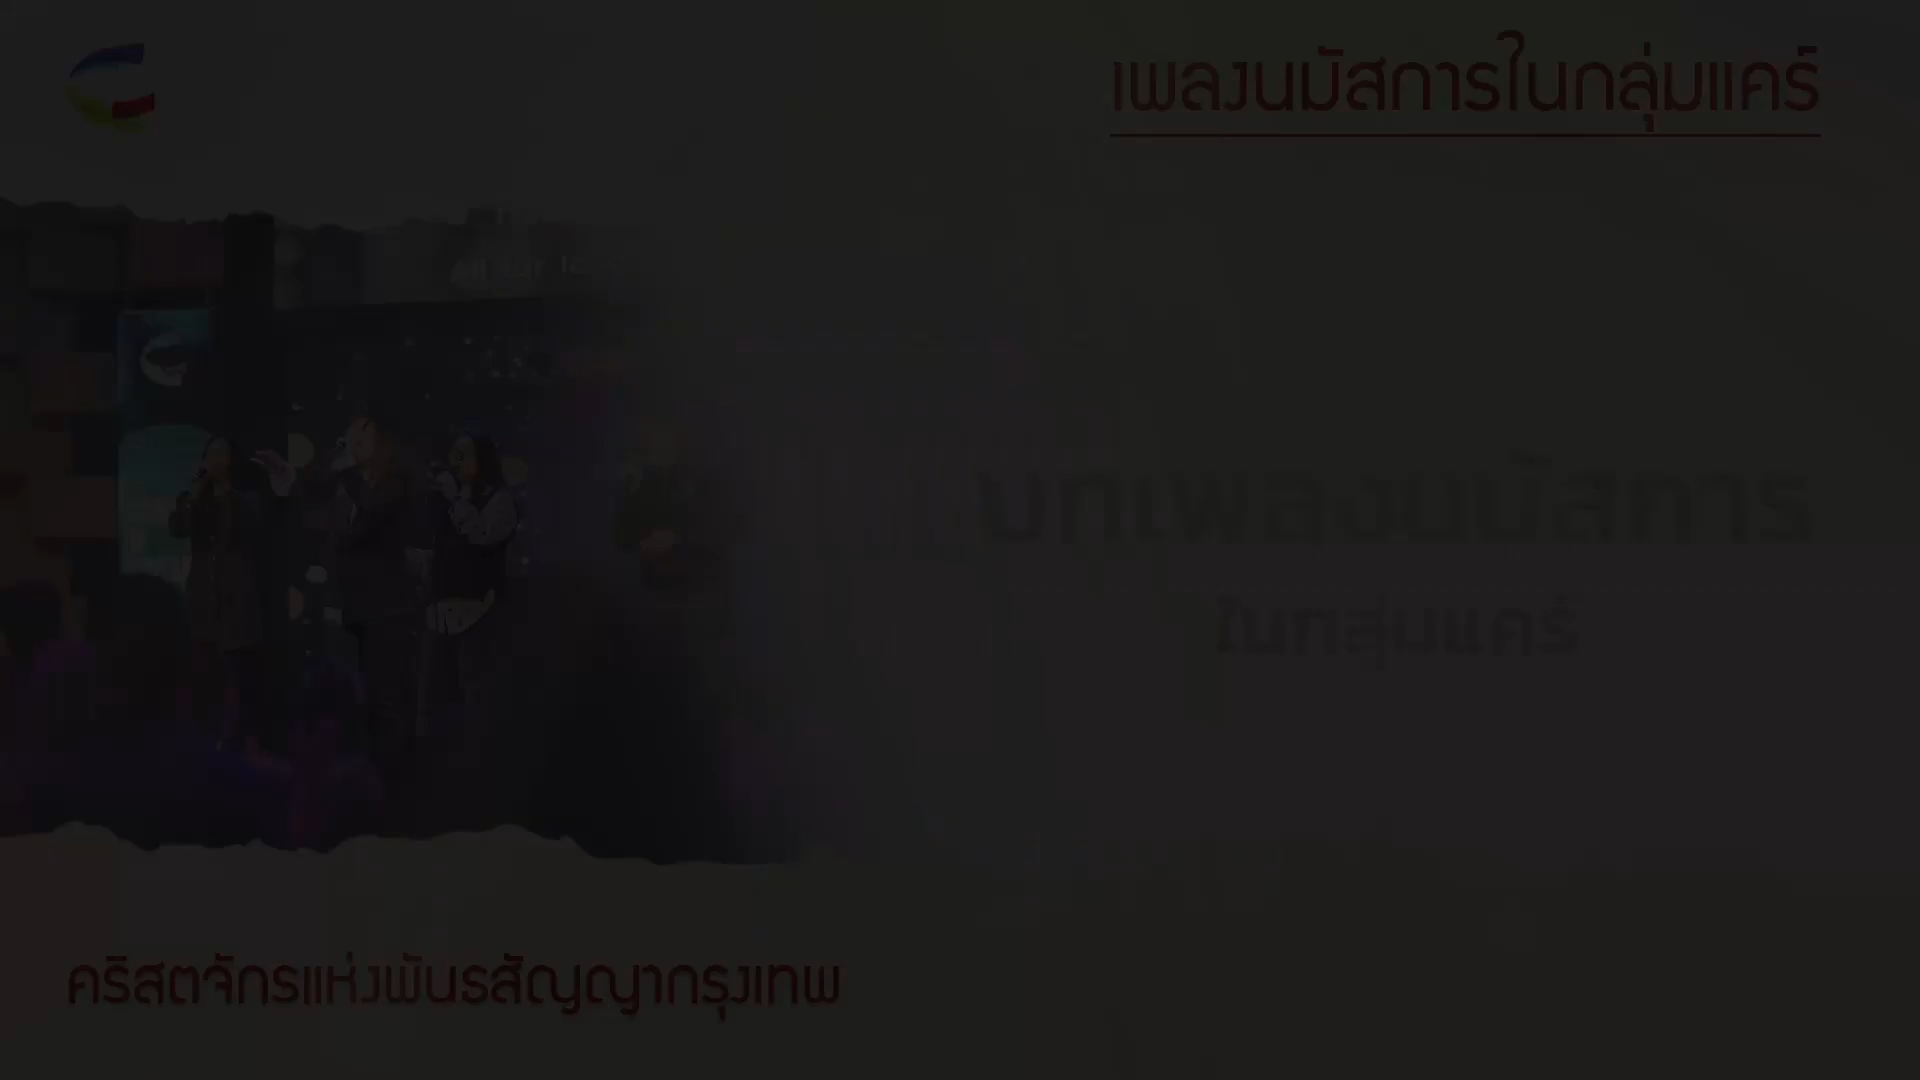 เพลงนมัสการในกลุ่มแคร์
บทเพลงนมัสการ
ในกลุ่มแคร์
คริสตจักรแห่งพันธสัญญากรุงเทพ